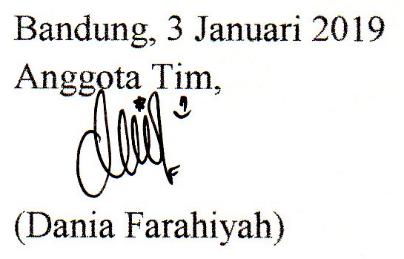 Bandung, 3 Januari 2019
Anggota Tim,
(Dania Farahiyah)